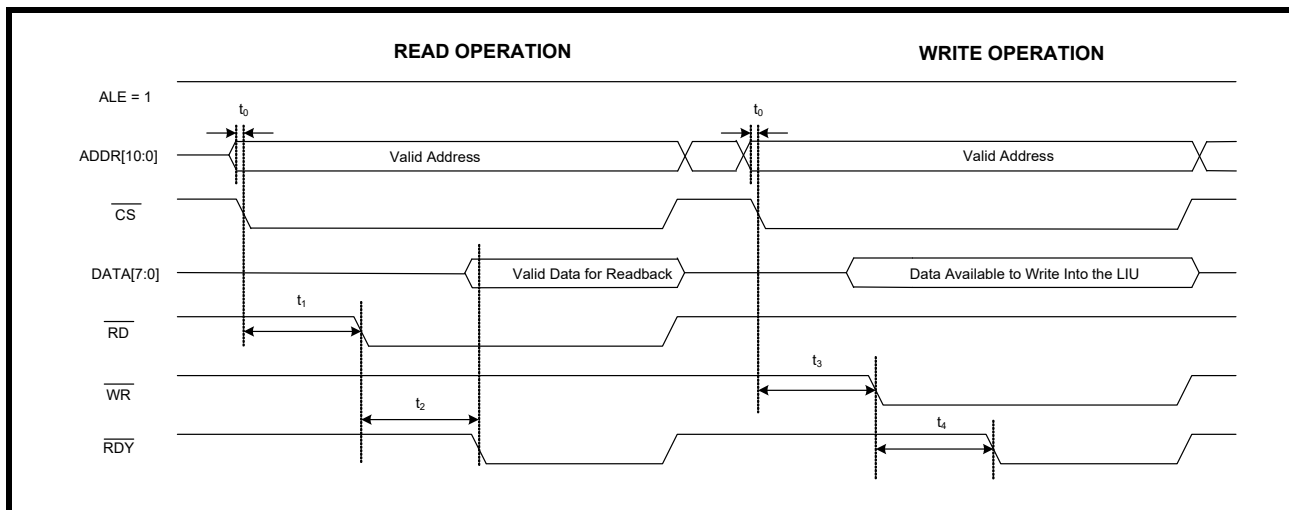 READ OPERATION WRITE OPERATION
ALE = 1
t0 t0
ADDR[10:0] Valid Address Valid Address
CS
DATA[7:0] Valid Data for Readback Data Available to Write Into the LIU
t1
RD
t3
WR
t2 t4
RDY